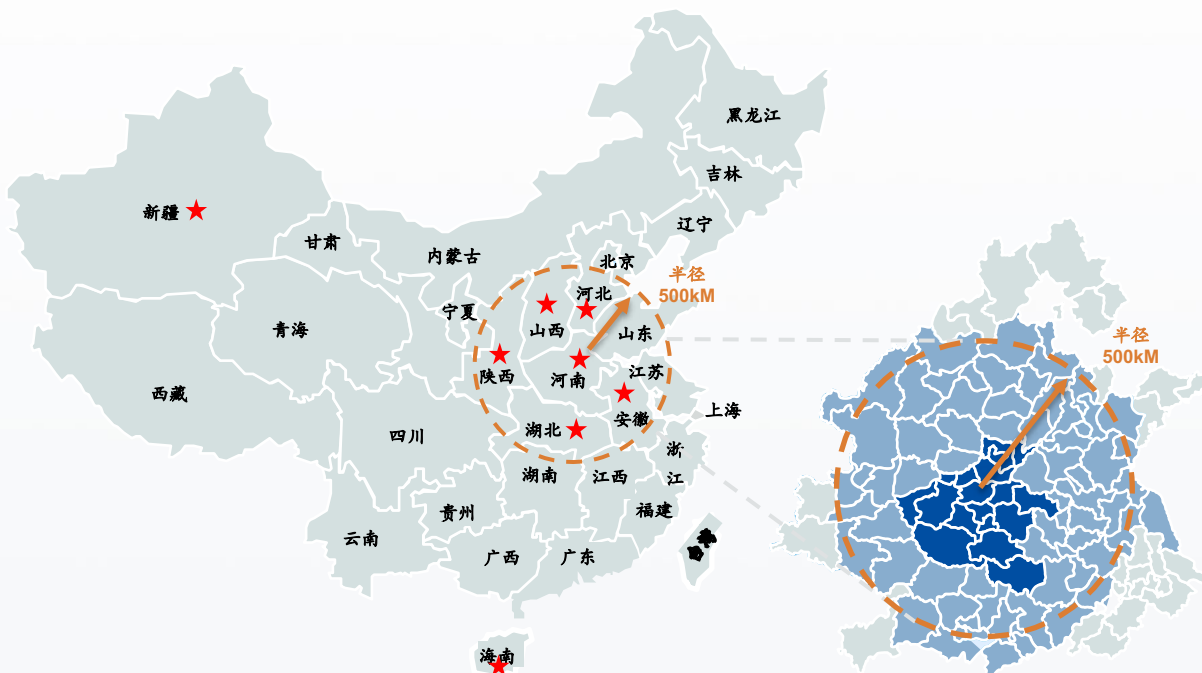 黑龙江
吉林
辽宁
新疆
甘肃
内蒙古
北京
半径
500kM
河北
宁夏
山西
山东
青海
半径
500kM
陕西
河南
江苏
西藏
上海
安徽
四川
湖北
浙
江
湖南
江西
贵州
福建
云南
台湾
广西
广东
海南